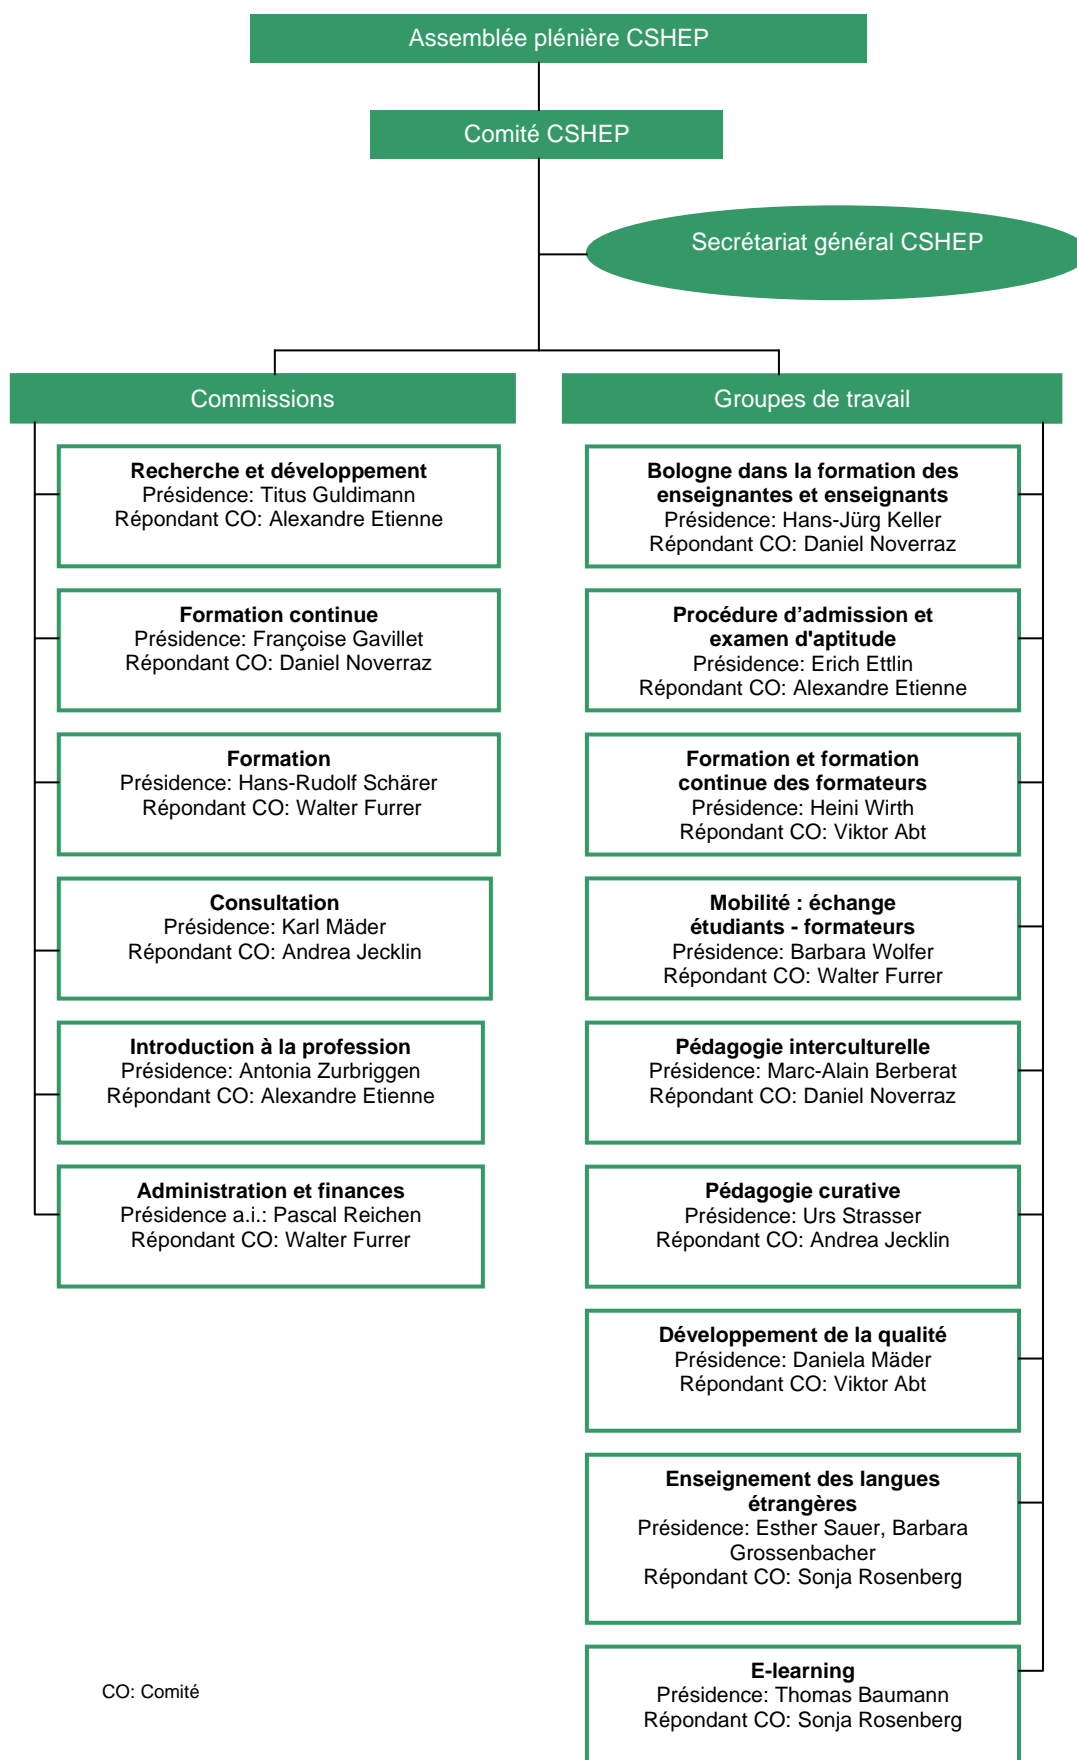 Assemblée plénière CSHEP
Comité CSHEP
Secrétariat général CSHEP
Commissions
Recherche et développement
Présidence: Titus Guldimann
Répondant CO: Alexandre Etienne
Formation continue
Présidence: Françoise Gavillet
Répondant CO: Daniel Noverraz
Formation
Présidence: Hans-Rudolf Schärer
Répondant CO: Walter Furrer
Consultation
Présidence: Karl Mäder
Répondant CO: Andrea Jecklin
Introduction à la profession
Présidence: Antonia Zurbriggen
Répondant CO: Alexandre Etienne
Administration et finances
Présidence a.i.: Pascal Reichen
Répondant CO: Walter Furrer
Groupes de travail
Bologne dans la formation des
enseignantes et enseignants
Présidence: Hans-Jürg Keller
Répondant CO: Daniel Noverraz
Procédure d’admission et
examen d'aptitude
Présidence: Erich Ettlin
Répondant CO: Alexandre Etienne
Formation et formation
continue des formateurs
Présidence: Heini Wirth
Répondant CO: Viktor Abt
Mobilité : échange
étudiants - formateurs
Présidence: Barbara Wolfer
Répondant CO: Walter Furrer
Pédagogie interculturelle
Présidence: Marc-Alain Berberat
Répondant CO: Daniel Noverraz
Pédagogie curative
Présidence: Urs Strasser
Répondant CO: Andrea Jecklin
Développement de la qualité
Présidence: Daniela Mäder
Répondant CO: Viktor Abt
Enseignement des langues
étrangères
Présidence: Esther Sauer, Barbara
Grossenbacher
Répondant CO: Sonja Rosenberg
E-learning
Présidence: Thomas Baumann
Répondant CO: Sonja Rosenberg
CO: Comité